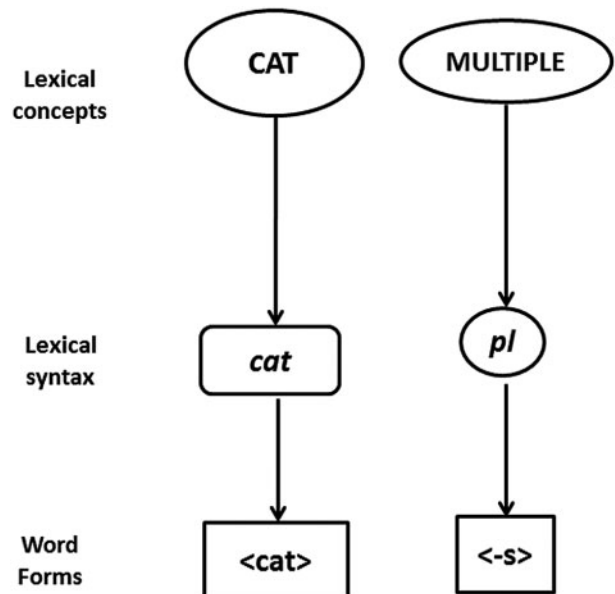 Lexical
concepts
CAT
MULTIPLE
Lexical
syntax
cat
pl
Word
Forms
<cat>
<-s>